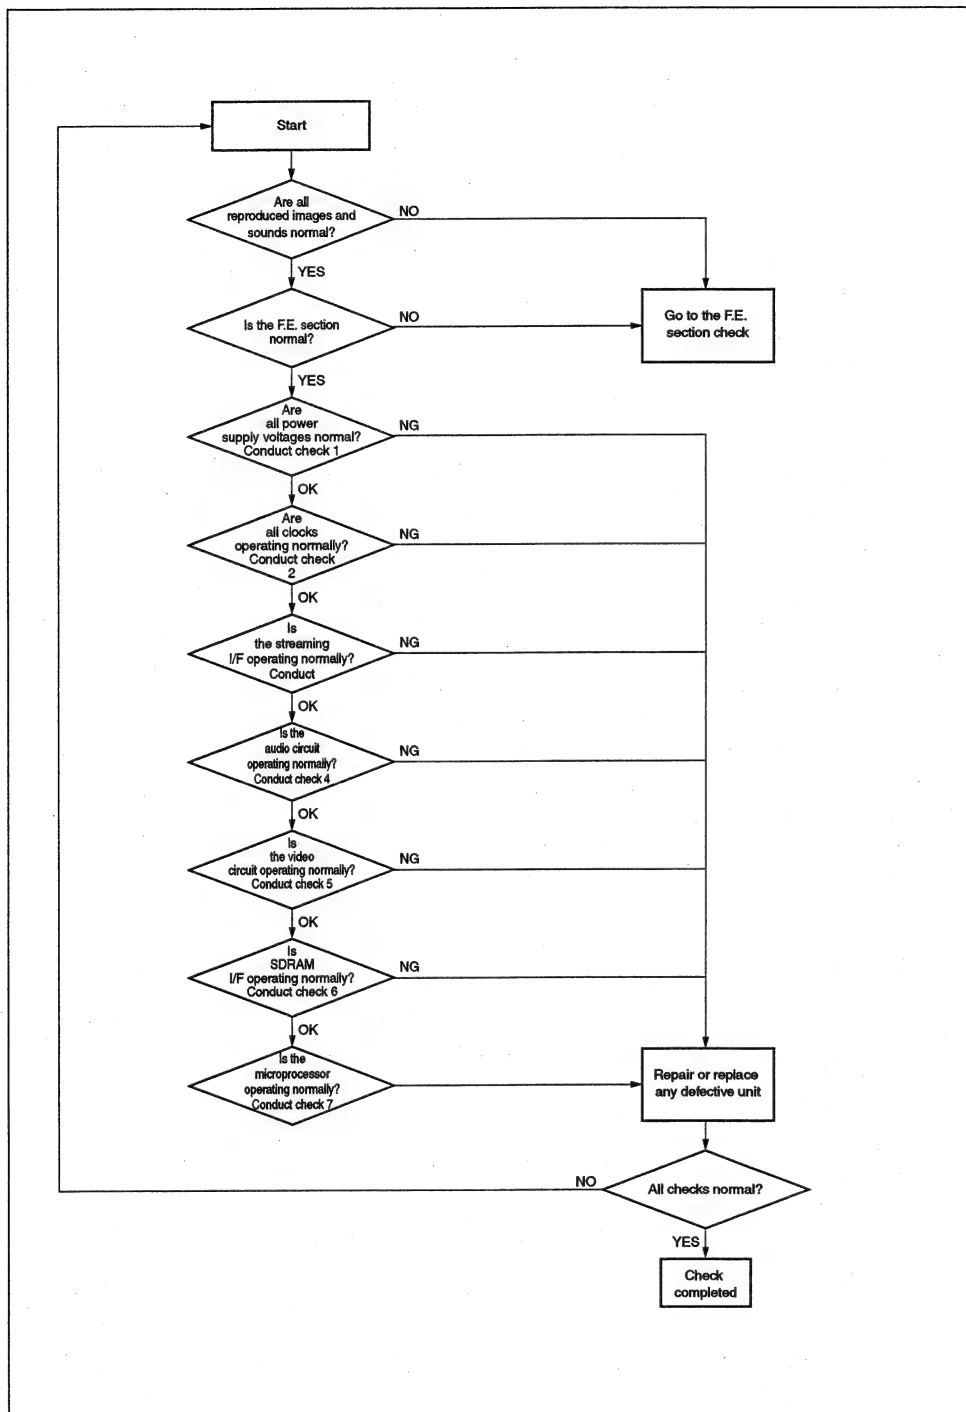 Start
Are all
reproduced images and
sounds normal?
NO
YES
Is the F.E. section
normal?
NO
Go to the F.E.
section check
YES
Are
all power
supply voltages normal?
Conduct check 1
NG
OK
Are
all clocks
operating normally?
Conduct check
2
NG
OK
Is
the streaming
I/F operating normally?
Conduct
NG
OK
Is the
audio circuit
operating normally?
Conduct check 4
NG
OK
Is
the video
circuit operating normally?
Conduct check 5
NG
OK
Is
SDRAM
I/F operating normally?
Conduct check 6
NG
OK
Is the
microprocessor
operating normally?
Conduct check 7
Repair or replace
any defective unit
All checks normal?
NO
YES
Check
completed